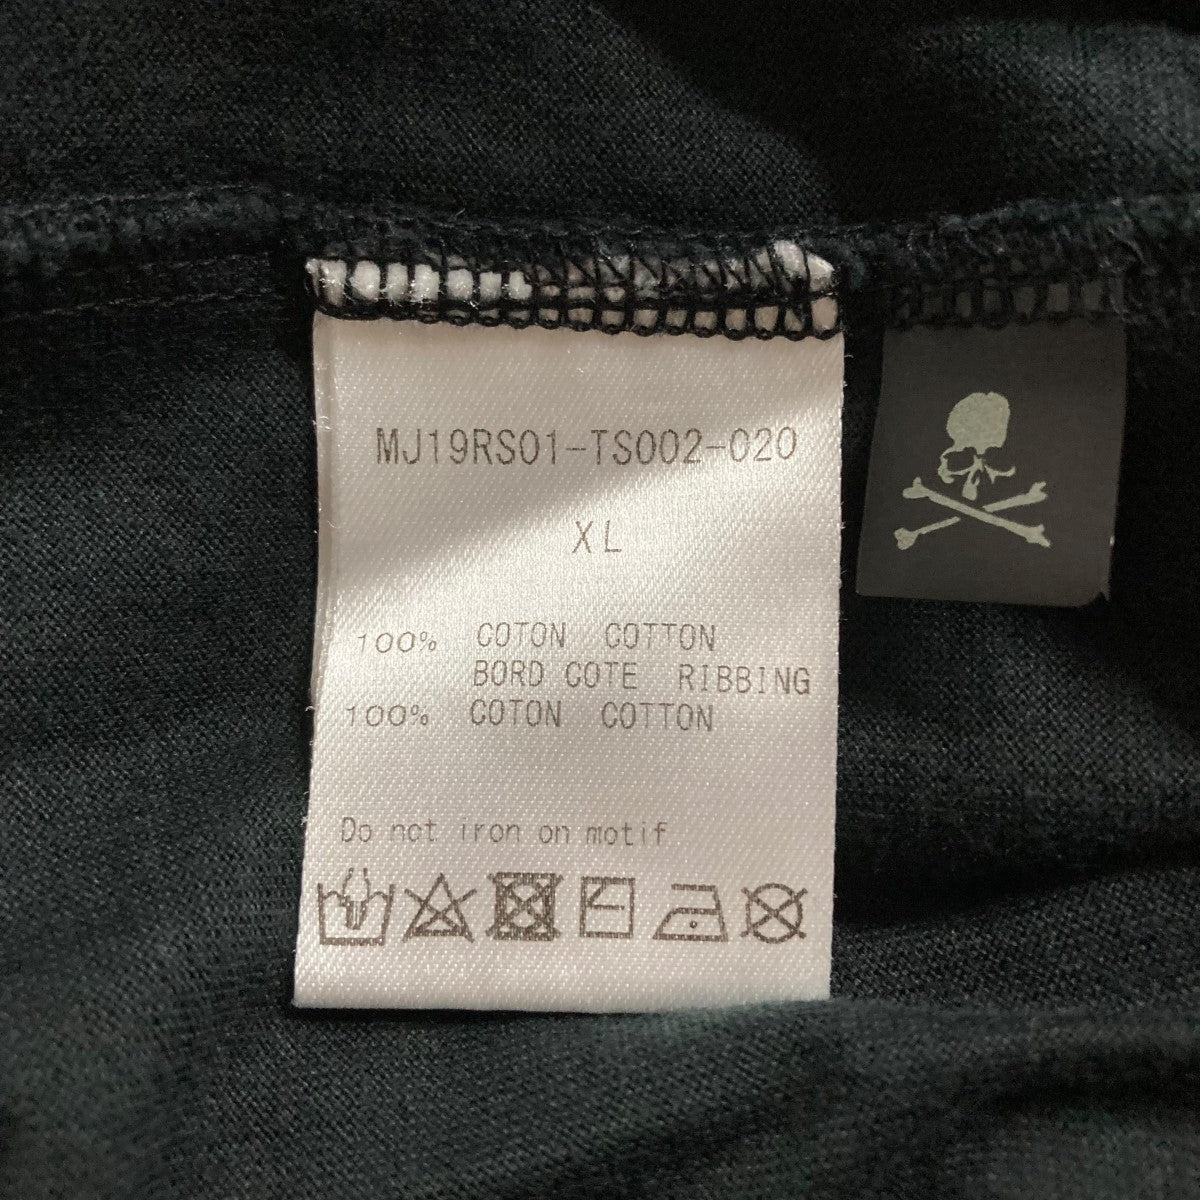 MJ19RS01-TS002-020
XL
100% COTON COTTON
BORD COTE RIBBING
100% COTON COTTON
Do not iron on motif